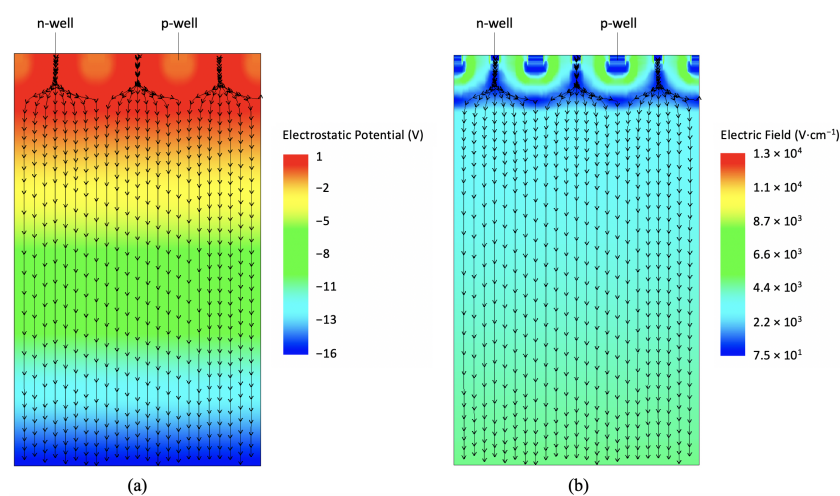 n-well
p-well
Electrostatic Potential (V)
1
−2
−5
−8
−11
−13
−16
(a)
n-well
p-well
Electric Field (V·cm⁻¹)
1.3 × 10⁴
1.1 × 10⁴
8.7 × 10³
6.6 × 10³
4.4 × 10³
2.2 × 10³
7.5 × 10¹
(b)